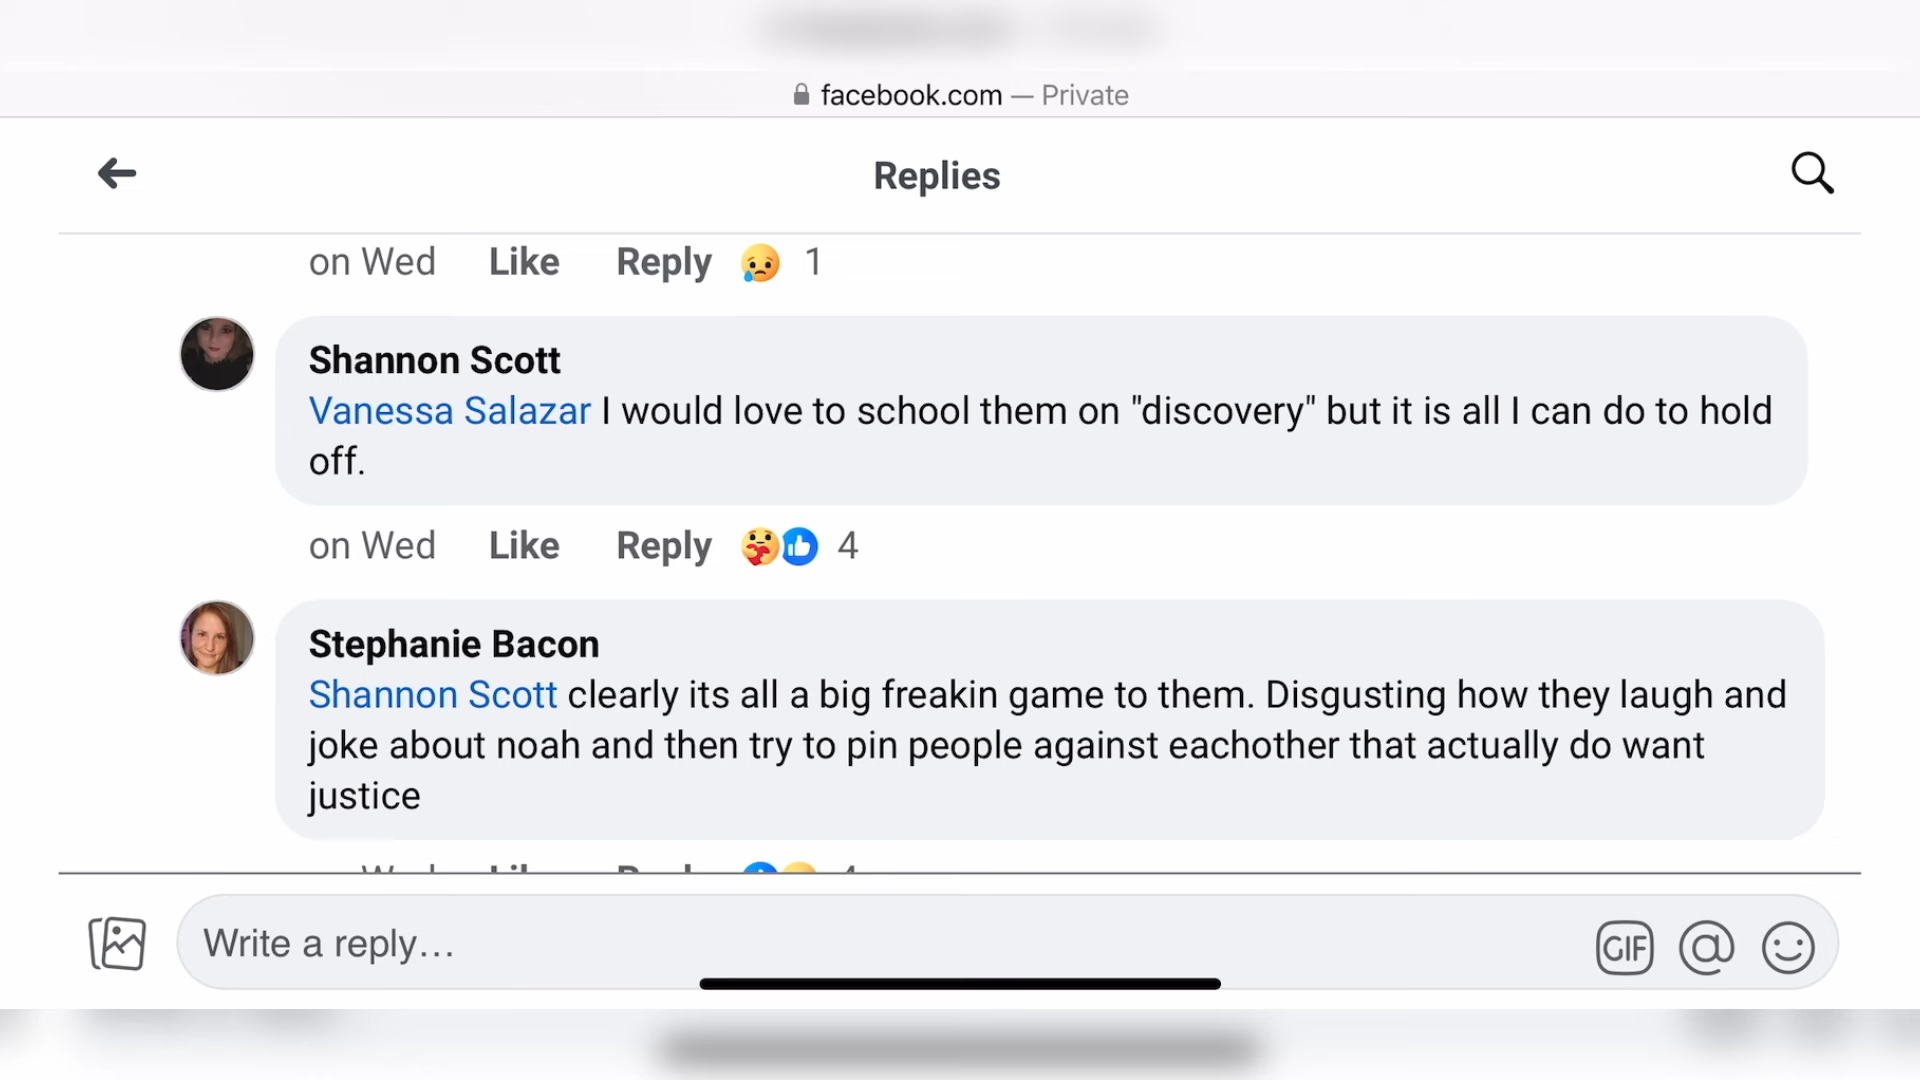 facebook.com — Private
Replies
on Wed Like Reply 1
Shannon Scott
Vanessa Salazar I would love to school them on "discovery" but it is all I can do to hold
off.
on Wed Like Reply 4
Stephanie Bacon
Shannon Scott clearly its all a big freakin game to them. Disgusting how they laugh and
joke about noah and then try to pin people against eachother that actually do want
justice
Write a reply...
GIF